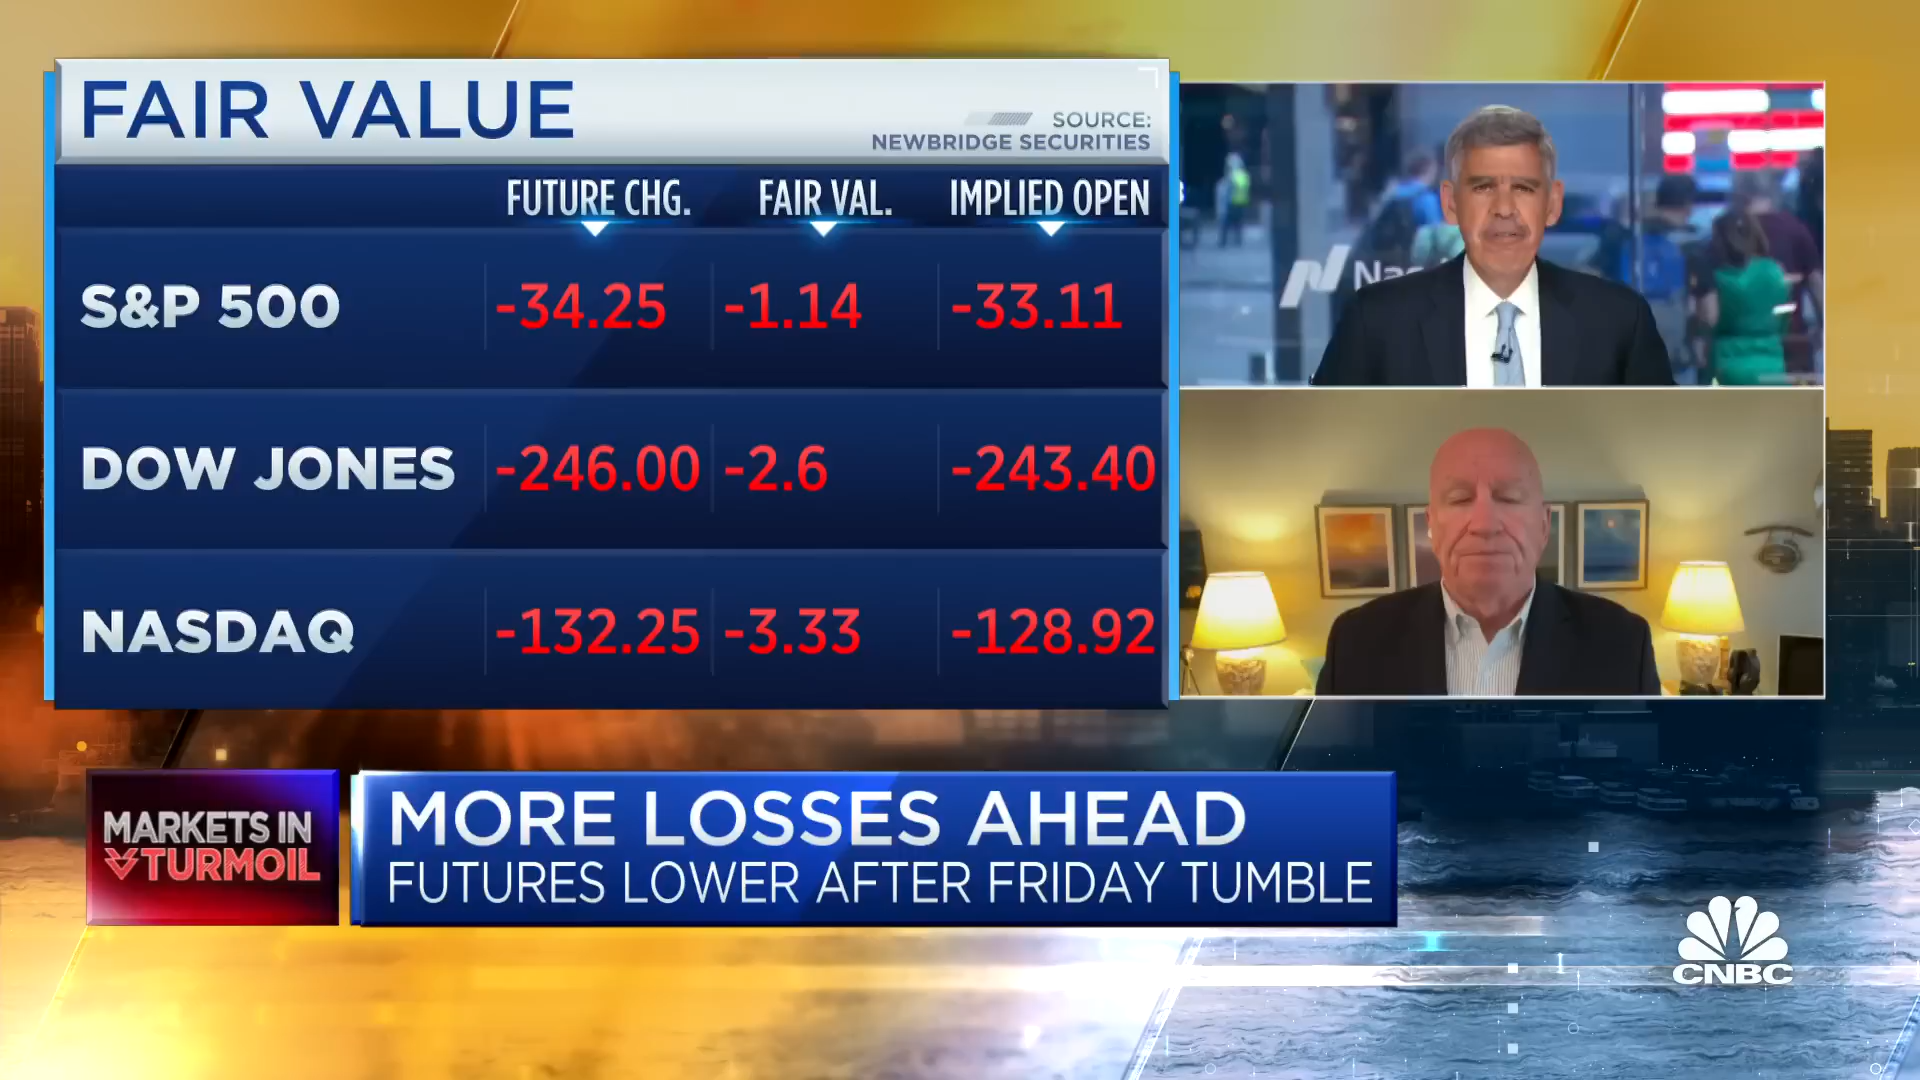 FAIR VALUE
SOURCE:
NEWBRIDGE SECURITIES
FUTURE CHG. FAIR VAL. IMPLIED OPEN
S&P 500 -34.25 -1.14 -33.11
DOW JONES -246.00 -2.6 -243.40
NASDAQ -132.25 -3.33 -128.92
Nas
MARKETS IN
TURMOIL
MORE LOSSES AHEAD
FUTURES LOWER AFTER FRIDAY TUMBLE
CNBC